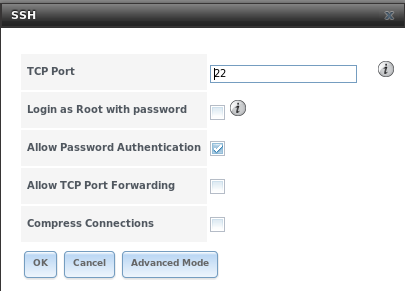 SSH
TCP Port
22
Login as Root with password
Allow Password Authentication
Allow TCP Port Forwarding
Compress Connections
OK Cancel Advanced Mode